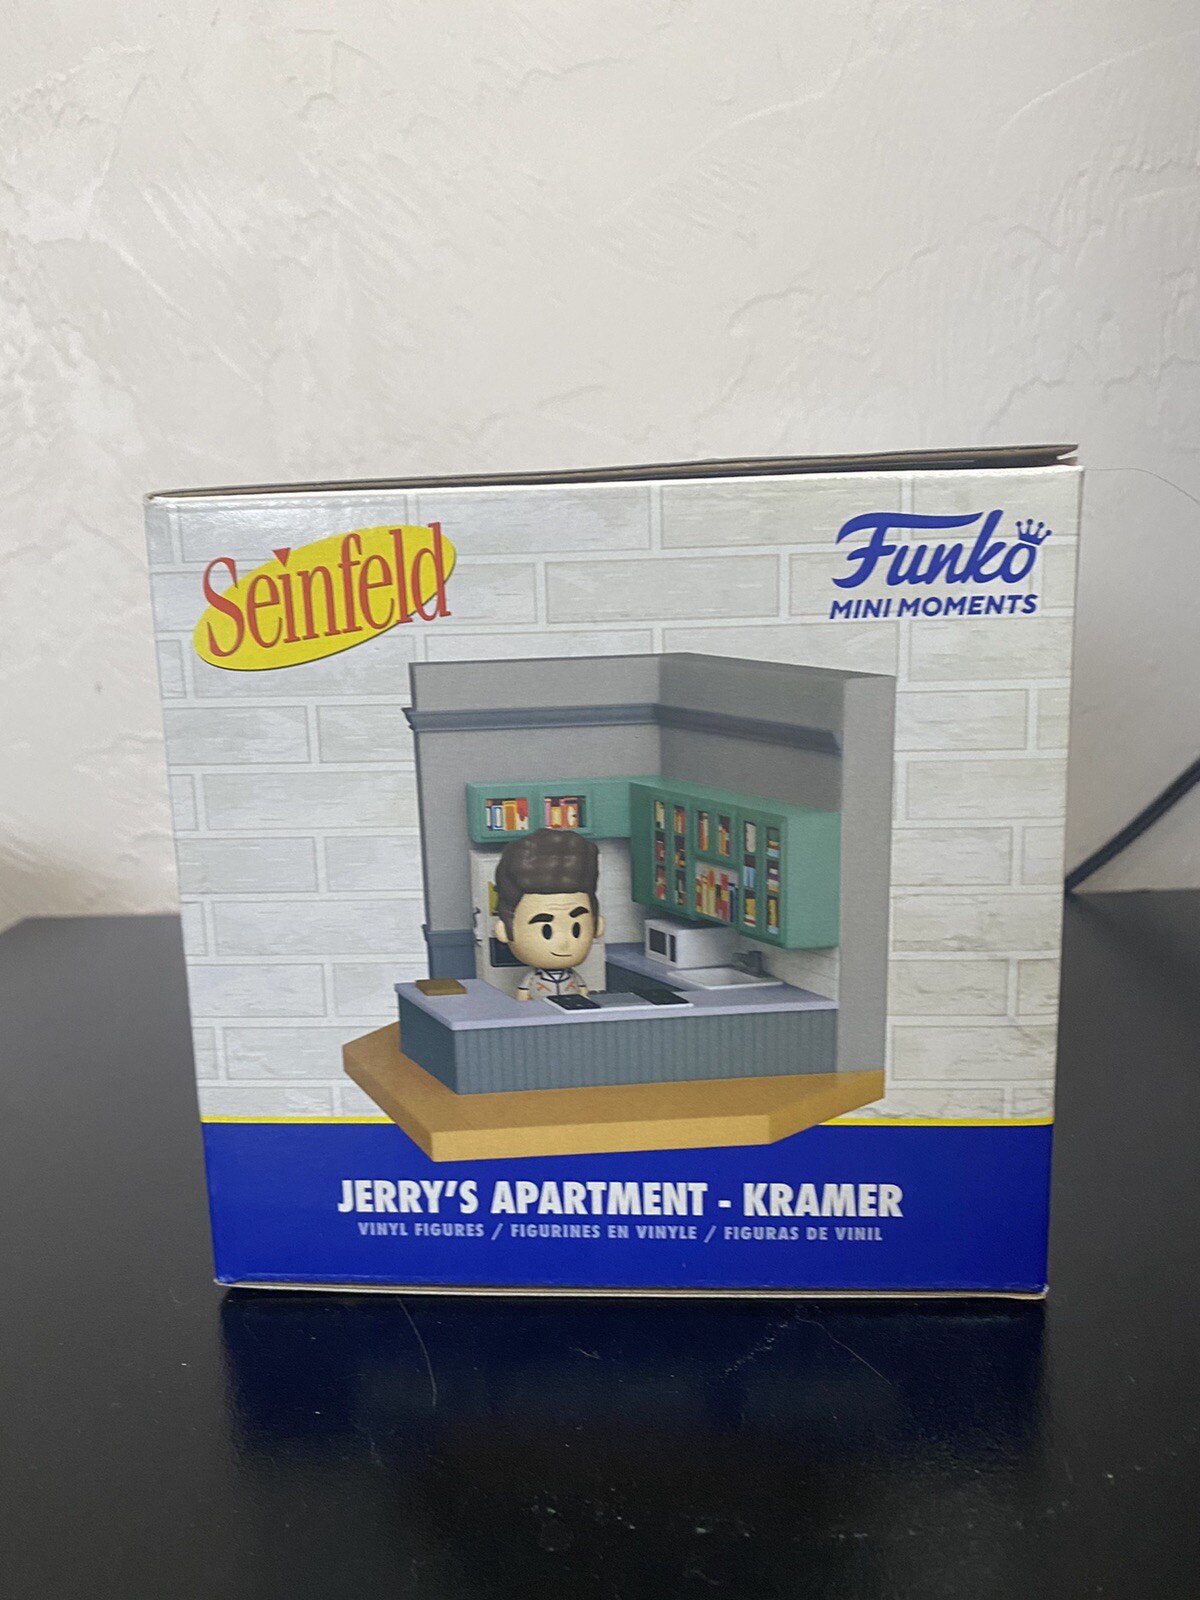 Seinfeld
Funko
MINI MOMENTS
JERRY'S APARTMENT - KRAMER
VINYL FIGURES / FIGURINES EN VINYLE / FIGURAS DE VINIL